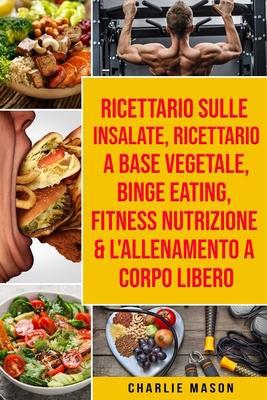 RICETTARIO SULLE
INSALATE, RICETTARIO
A BASE VEGETALE,
BINGE EATING,
FITNESS NUTRIZIONE
& L'ALLENAMENTO A
CORPO LIBERO
CHARLIE MASON